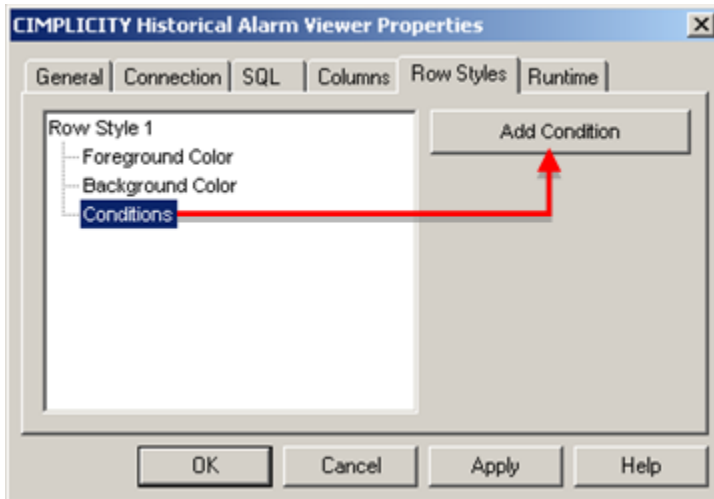 CIMPLICITY Historical Alarm Viewer Properties
General Connection SQL Columns Row Styles Runtime
Row Style 1
Add Condition
Foreground Color
Background Color
Conditions
OK Cancel Apply Help